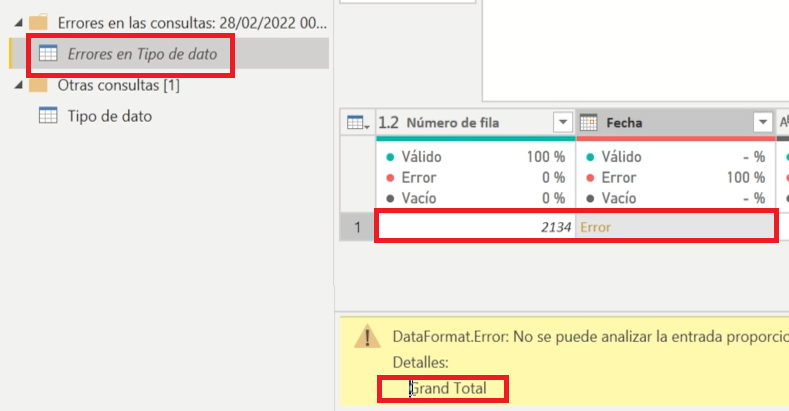 Errores en las consultas: 28/02/2022 00...
Errores en Tipo de dato
Otras consultas [1]
Tipo de dato
1.2 Número de fila Fecha
Válido 100 % Válido - %
Error 0 % Error 100 %
Vacío 0 % Vacío - %
1 2134 Error
DataFormat.Error: No se puede analizar la entrada
Detalles:
Grand Total